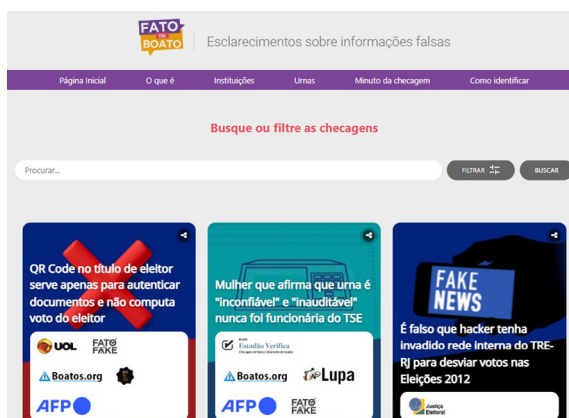 FATO
OU
BOATO
Esclarecimentos sobre informações falsas
Página Inicial
O que é
Instituições
Urnas
Minuto da checagem
Como identificar
Busque ou filtre as checagens
Procurar...
FILTRAR
BUSCAR
QR Code no título de eleitor
serve apenas para autenticar
documentos e não computa
voto do eleitor
UOL
FATO
FAKE
Boatos.org
AFP
Mulher que afirma que urna é
"inconfiável" e "inauditável"
nunca foi funcionária do TSE
Estadão Verifica
Boatos.org
Lupa
AFP
FATO
FAKE
FAKE
NEWS
É falso que hacker tenha
invadido rede interna do TRE-
RJ para desviar votos nas
Eleições 2012
Justiça
Eleitoral